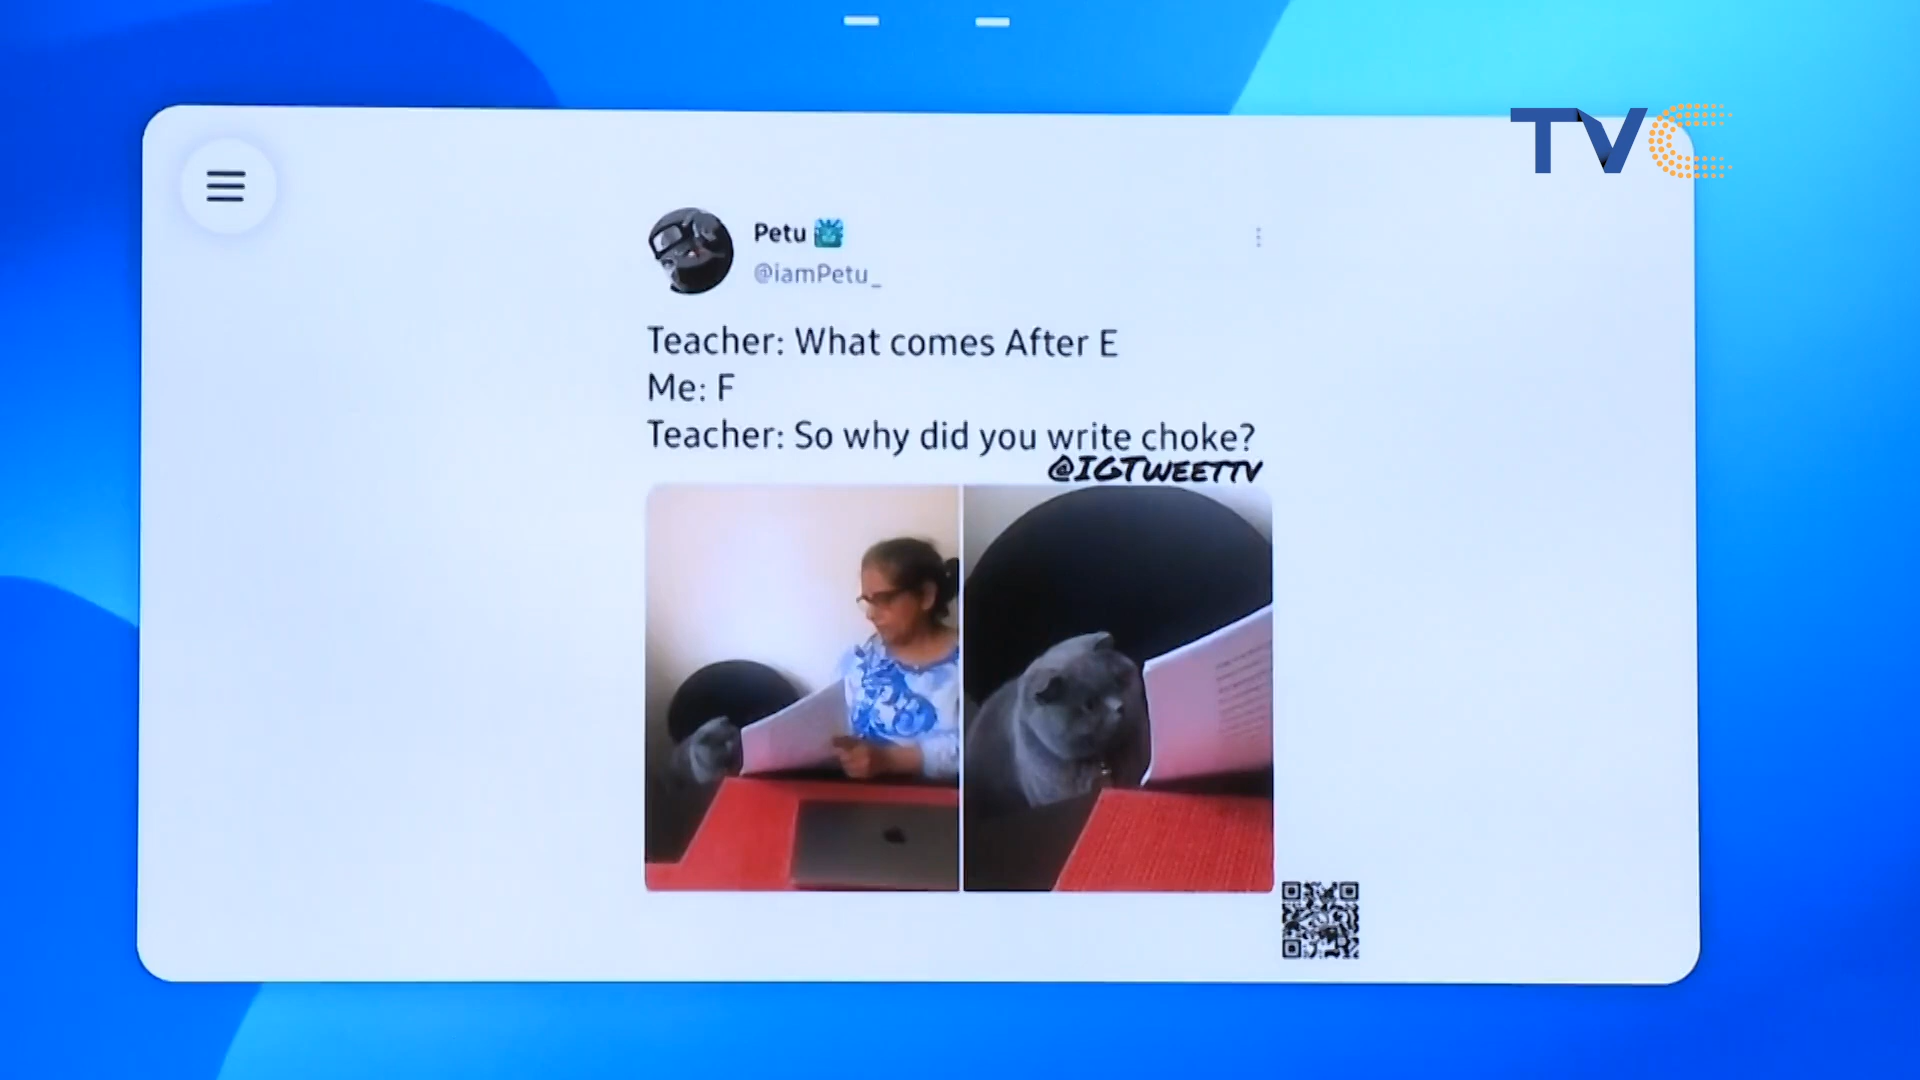 TVC
Petu
@iamPetu_
Teacher: What comes After E
Me: F
Teacher: So why did you write choke?
@IGTWEETTV